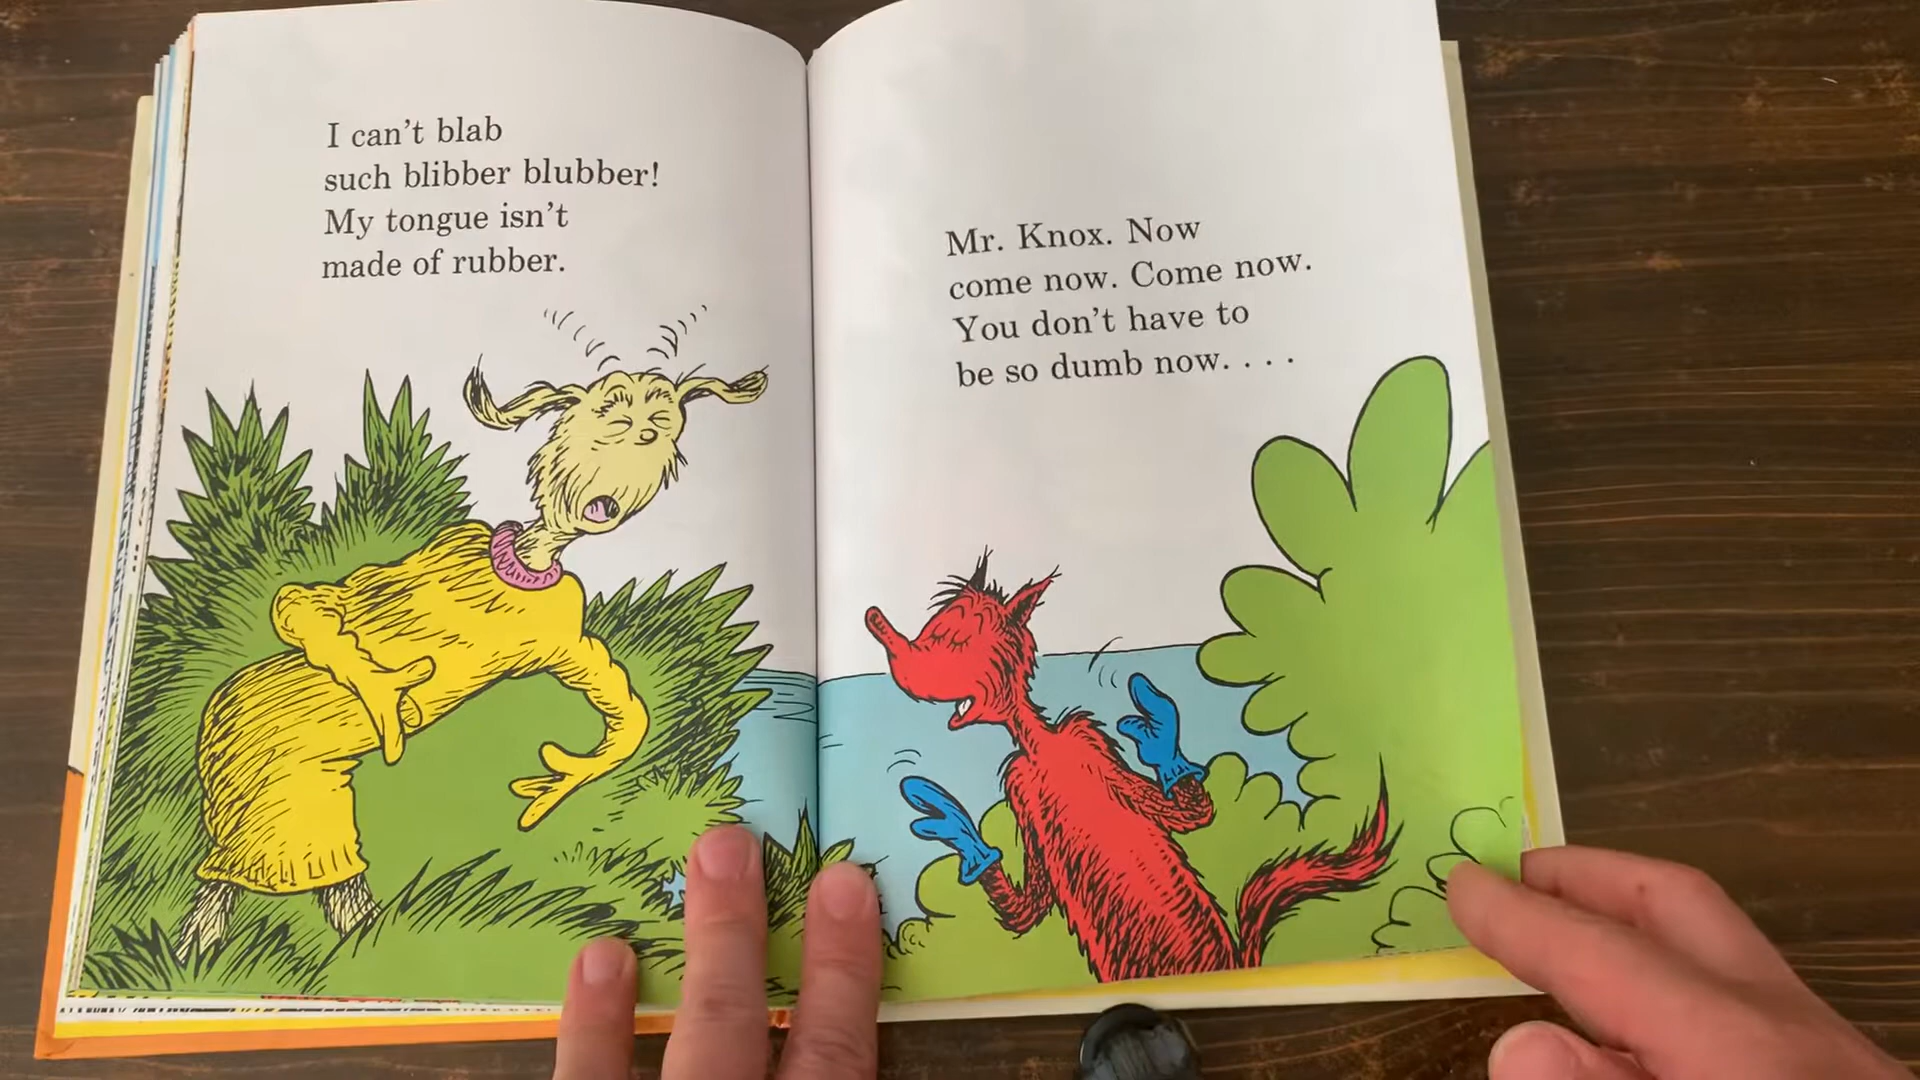 I can’t blab
such blibber blubber!
My tongue isn’t
made of rubber.
Mr. Knox. Now
come now. Come now.
You don’t have to
be so dumb now. . . .